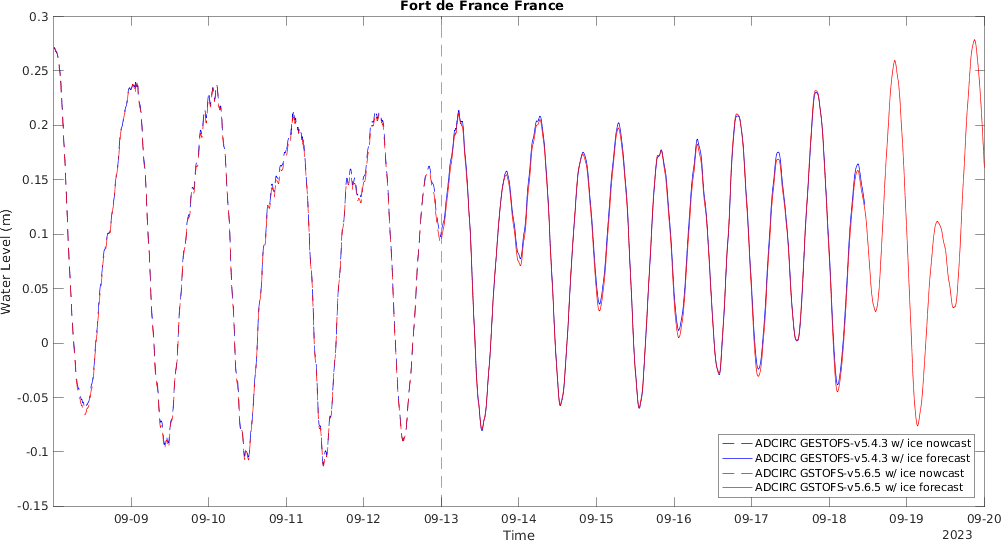 Fort de France France
0.3
0.25
0.2
0.15
0.1
0.05
0
-0.05
-0.1
-0.15
Water Level (m)
ADCIRC GESTOFS-v5.4.3 w/ ice nowcast
ADCIRC GESTOFS-v5.4.3 w/ ice forecast
ADCIRC GSTOFS-v5.6.5 w/ ice nowcast
ADCIRC GSTOFS-v5.6.5 w/ ice forecast
09-09 09-10 09-11 09-12 09-13 09-14 09-15 09-16 09-17 09-18 09-19 09-20
Time
2023